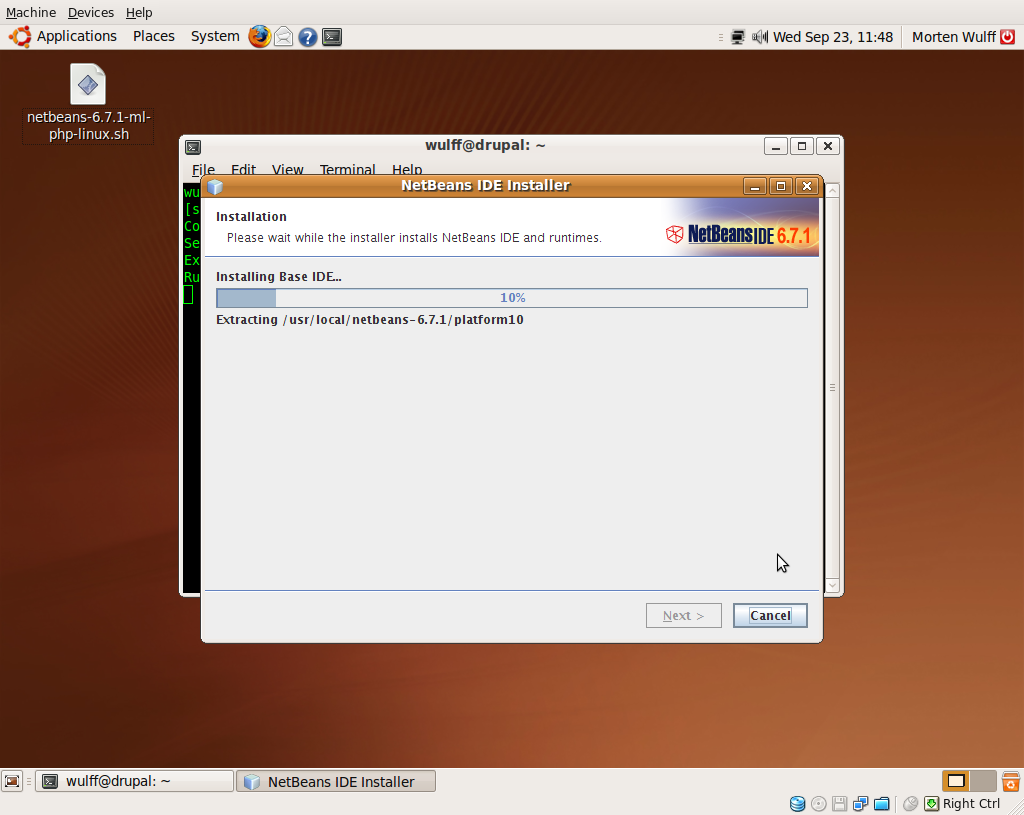 Machine Devices Help
Applications Places System Wed Sep 23, 11:48 Morten Wulff
netbeans-6.7.1-ml-
php-linux.sh
wulff@drupal: ~
File Edit View Terminal Help
wu
[s
Co
Se
Ex
Ru
NetBeans IDE Installer
Installation
Please wait while the installer installs NetBeans IDE and runtimes.
NetBeans IDE 6.7.1
Installing Base IDE...
10%
Extracting /usr/local/netbeans-6.7.1/platform10
Next > Cancel
wulff@drupal: ~ NetBeans IDE Installer
Right Ctrl